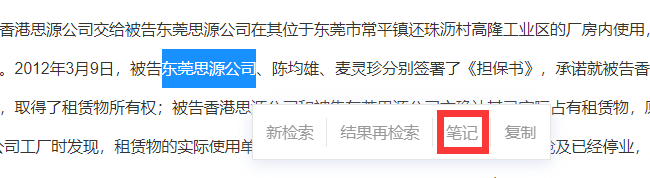 香港思源公司交给被告东莞思源公司在其位于东莞市常平镇还珠沥村高隆工业区的厂房内使用,
。2012年3月9日，被告东莞思源公司、陈均雄、麦灵珍分别签署了《担保书》，承诺就被告香
，取得了租赁物所有权；被告香港思源公司和被告东莞思源公司
占有租赁物，
新检索 结果再检索 笔记 复制
公司工厂时发现，租赁物的实际使用单
及已经停业，